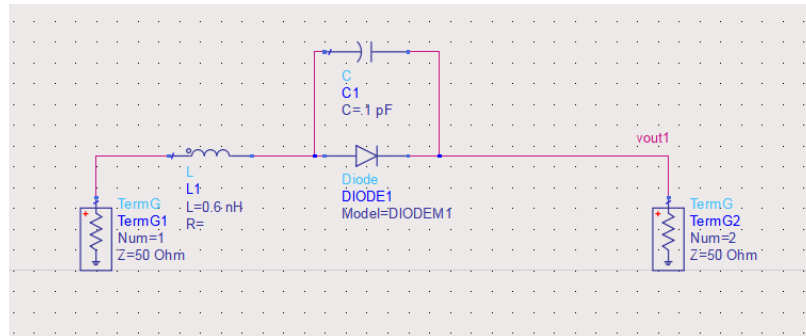 C
C1
C=.1 pF
vout1
L
L1
L=0.6 nH
R=
Diode
DIODE1
Model=DIODEM1
TermG
TermG1
Num=1
Z=50 Ohm
TermG
TermG2
Num=2
Z=50 Ohm